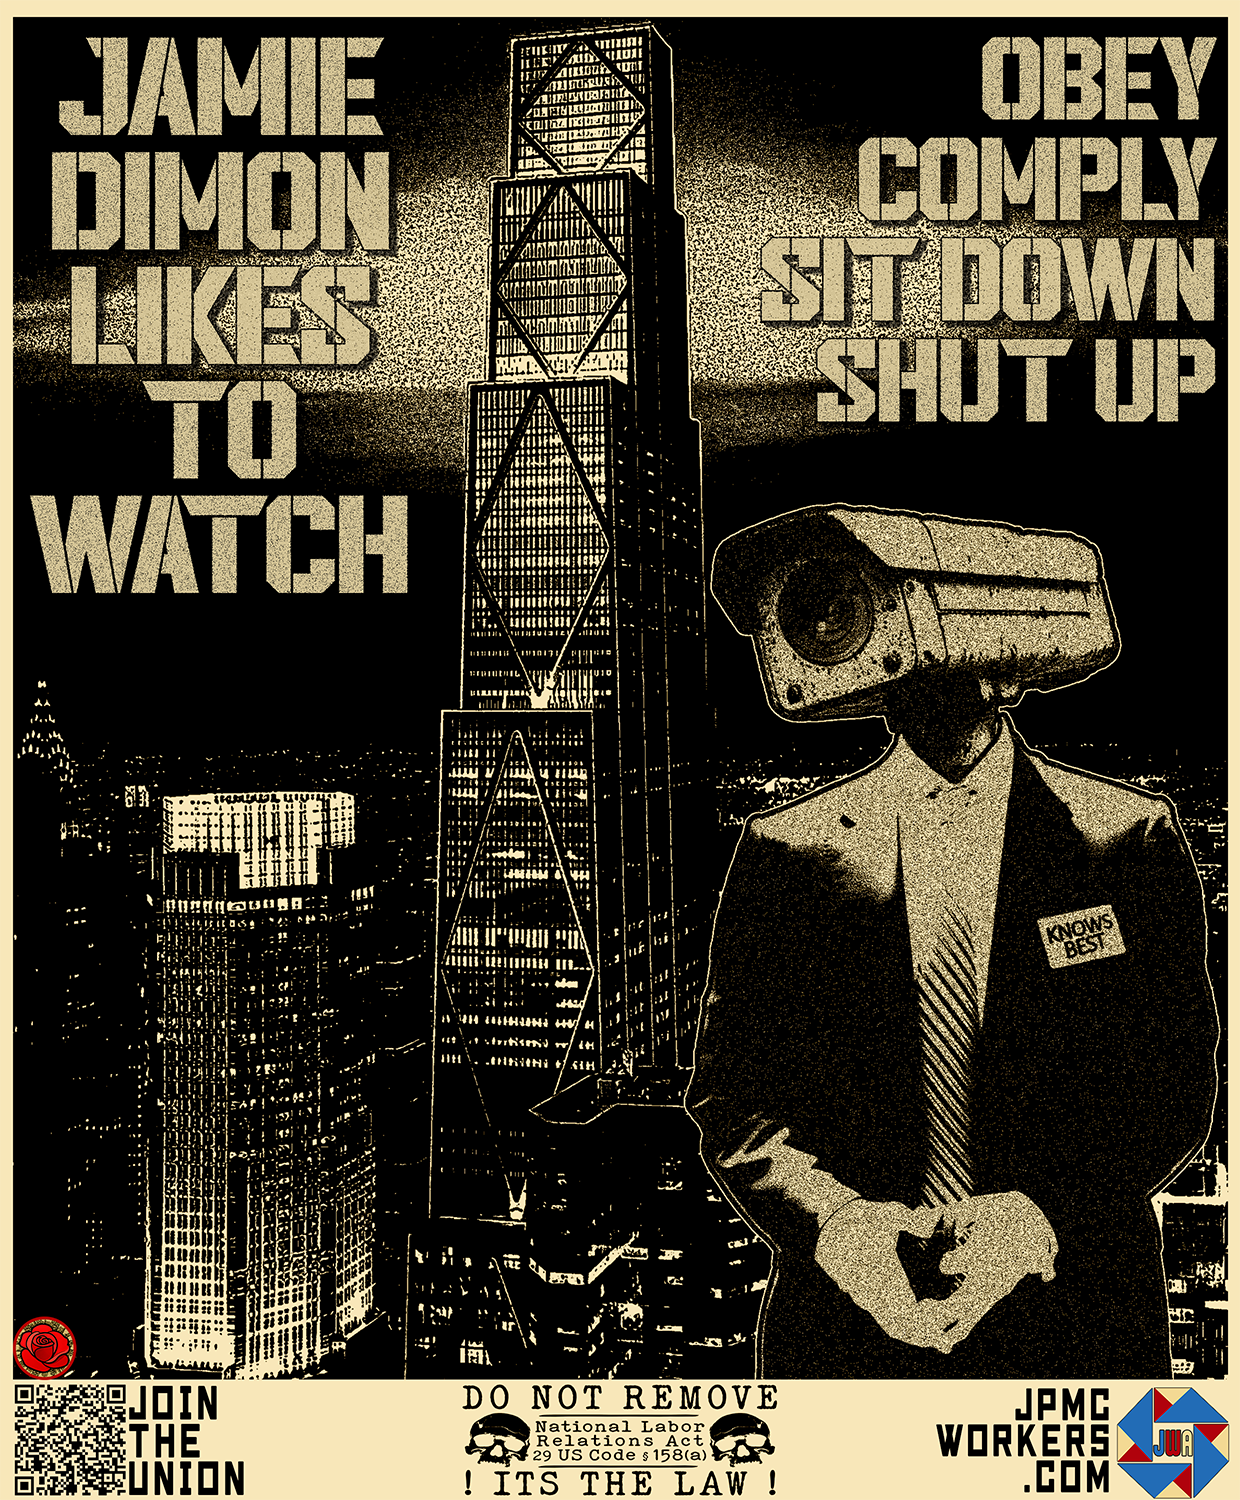 JAMIE
DIMON
LIKES
TO
WATCH
OBEY
COMPLY
SIT DOWN
SHUT UP
KNOWS
BEST
JOIN
THE
UNION
DO NOT REMOVE
National Labor
Relations Act
29 US Code § 158(a)
! ITS THE LAW !
JPMC
WORKERS
.COM
JWA